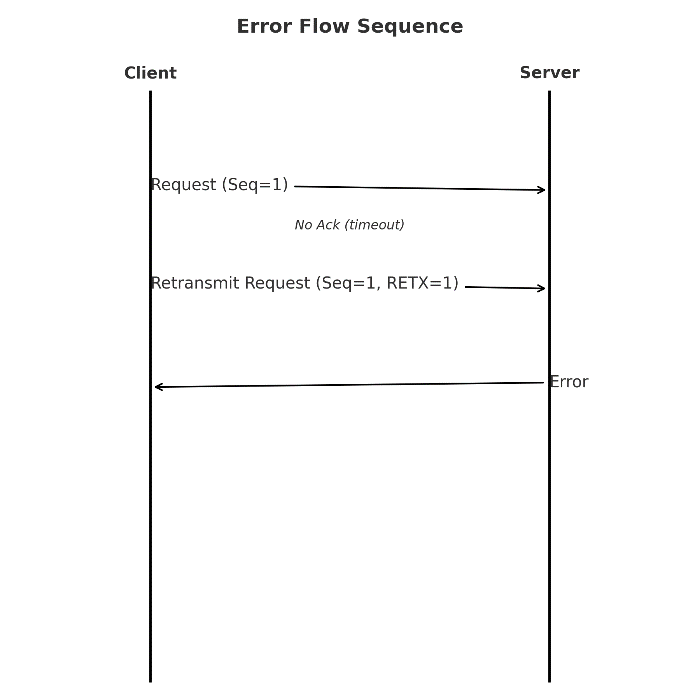 Error Flow Sequence
Client Server
Request (Seq=1)
No Ack (timeout)
Retransmit Request (Seq=1, RETX=1)
Error